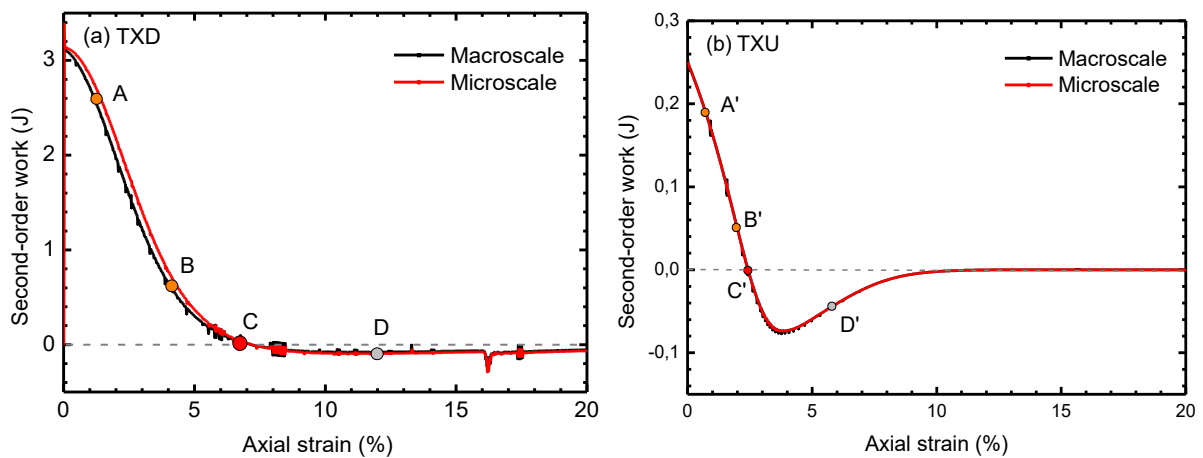 (a) TXD
Macroscale
Microscale
A
B
C
D
3
2
1
0
0
5
10
15
20
Second-order work (J)
Axial strain (%)
(b) TXU
Macroscale
Microscale
A'
B'
C'
D'
0,3
0,2
0,1
0,0
-0,1
0
5
10
15
20
Second-order work (J)
Axial strain (%)